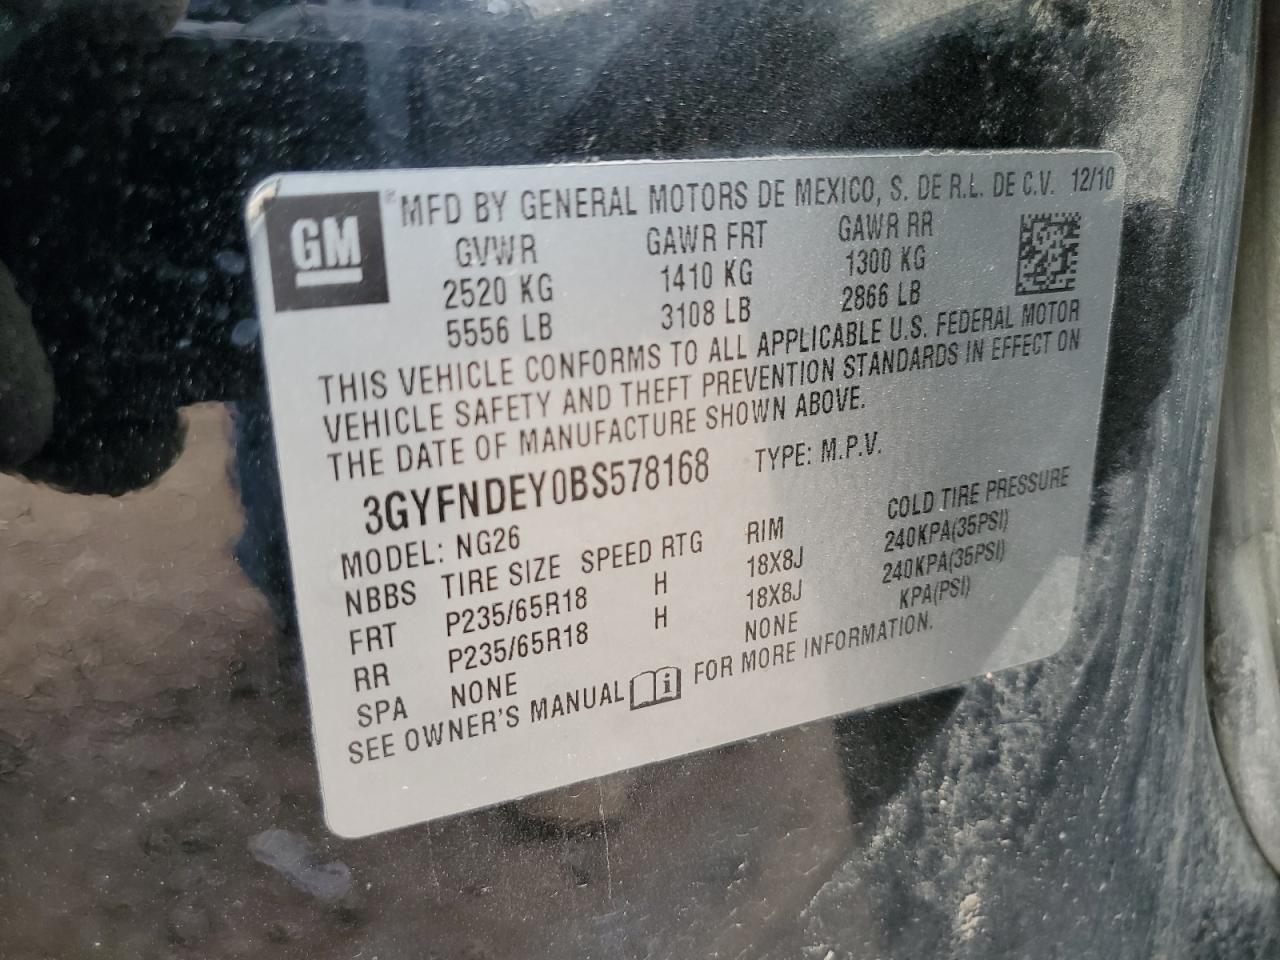 GM
® MFD BY GENERAL MOTORS DE MEXICO, S. DE R.L. DE C.V. 12/10
GVWR GAWR FRT GAWR RR
2520 KG 1410 KG 1300 KG
5556 LB 3108 LB 2866 LB
THIS VEHICLE CONFORMS TO ALL APPLICABLE U.S. FEDERAL MOTOR
VEHICLE SAFETY AND THEFT PREVENTION STANDARDS IN EFFECT ON
THE DATE OF MANUFACTURE SHOWN ABOVE.
3GYFNDEY0BS578168 TYPE: M.P.V.
MODEL: NG26
NBBS TIRE SIZE SPEED RTG RIM COLD TIRE PRESSURE
FRT P235/65R18 H 18X8J 240KPA(35PSI)
RR P235/65R18 H 18X8J 240KPA(35PSI)
SPA NONE NONE KPA(PSI)
SEE OWNER'S MANUAL i FOR MORE INFORMATION.